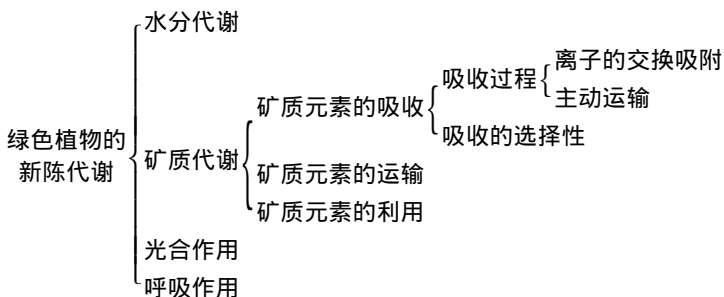 水分代谢
离子的交换吸附
吸收过程
主动运输
矿质元素的吸收
吸收的选择性
绿色植物的
新陈代谢
矿质代谢
矿质元素的运输
矿质元素的利用
光合作用
呼吸作用